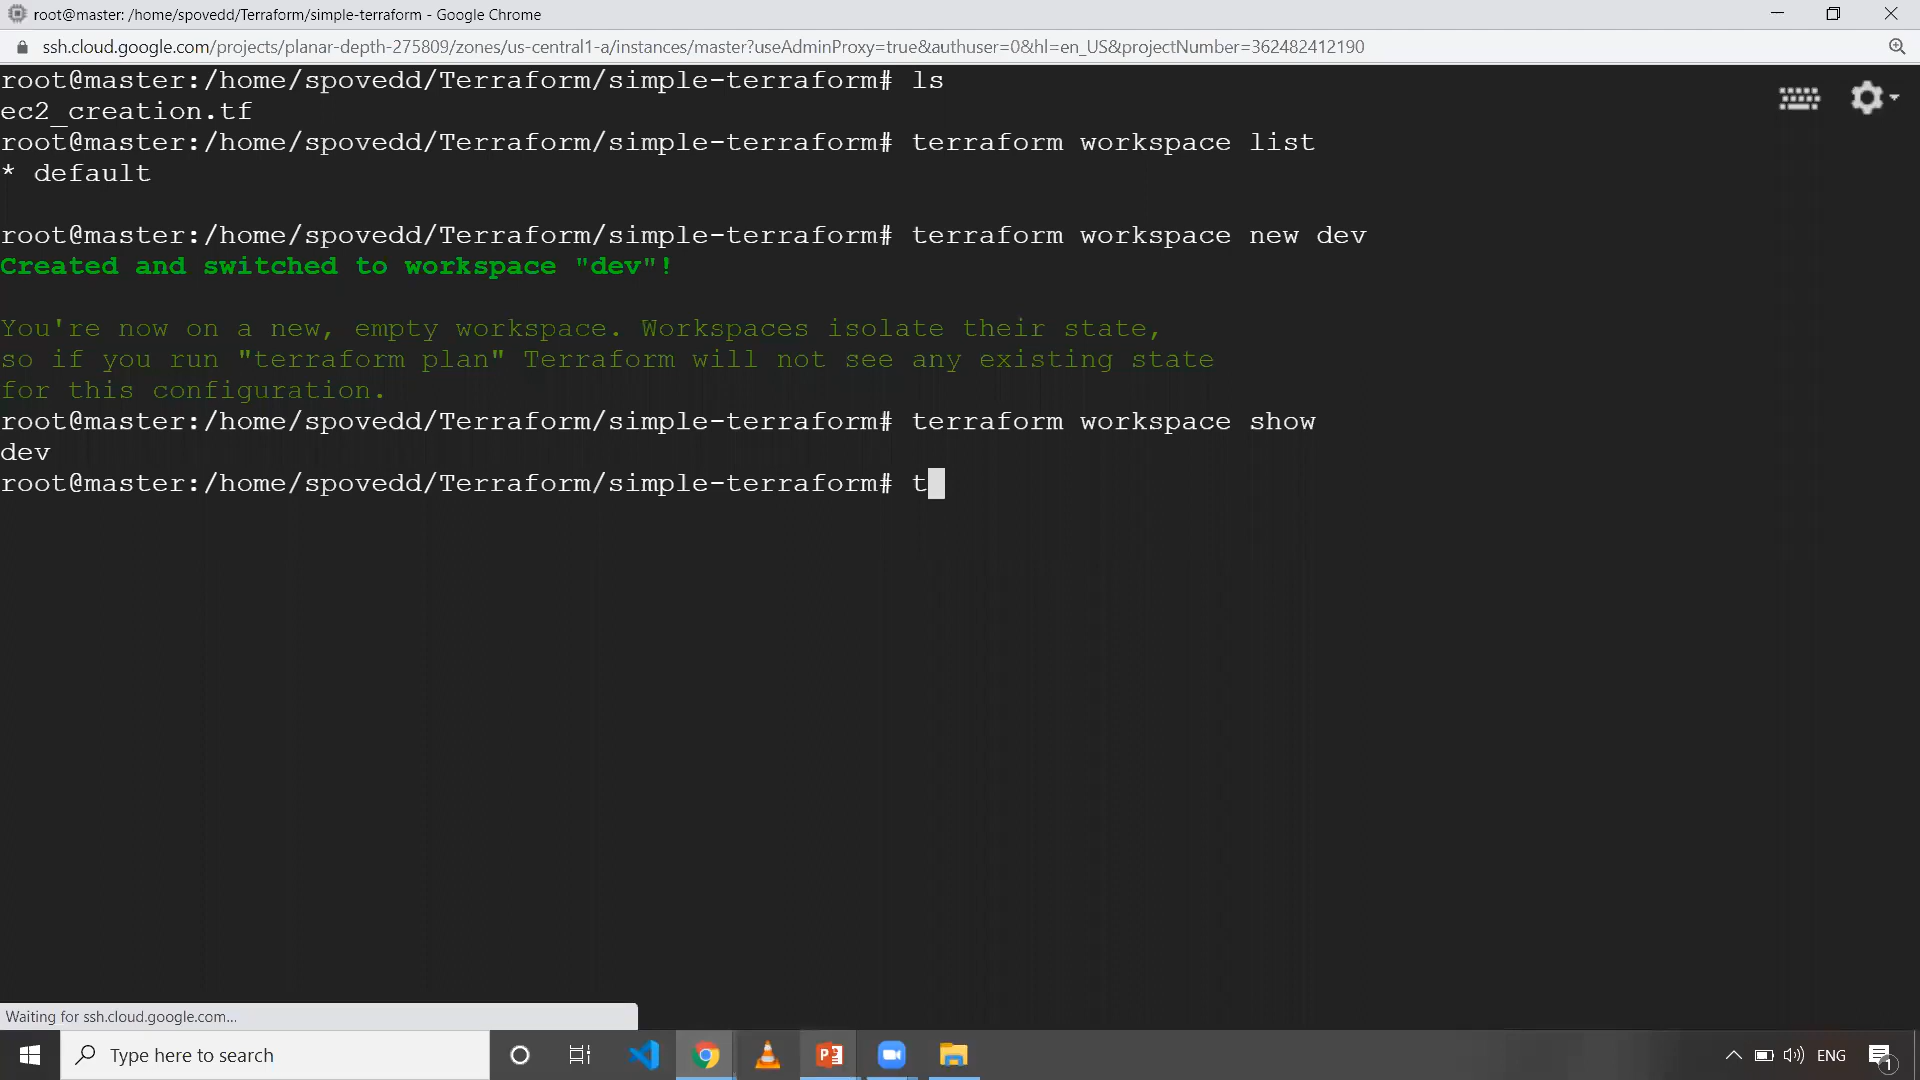 root@master: /home/spovedd/Terraform/simple-terraform - Google Chrome
ssh.cloud.google.com/projects/planar-depth-275809/zones/us-central1-a/instances/master?useAdminProxy=true&authuser=0&hl=en_US&projectNumber=362482412190
root@master:/home/spovedd/Terraform/simple-terraform# ls
ec2_creation.tf
root@master:/home/spovedd/Terraform/simple-terraform# terraform workspace list
* default
root@master:/home/spovedd/Terraform/simple-terraform# terraform workspace new dev
Created and switched to workspace "dev"!
You're now on a new, empty workspace. Workspaces isolate their state,
so if you run "terraform plan" Terraform will not see any existing state
for this configuration.
root@master:/home/spovedd/Terraform/simple-terraform# terraform workspace show
dev
root@master:/home/spovedd/Terraform/simple-terraform# t
Waiting for ssh.cloud.google.com...
Type here to search
ENG
1